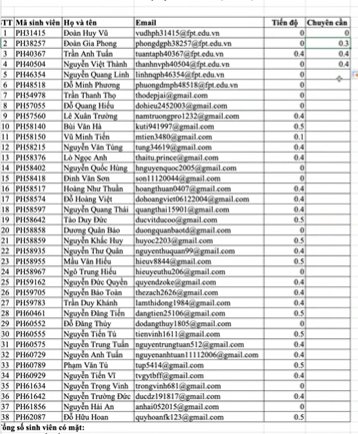 STT Mã sinh viên Họ và tên Email Tiến độ Chuyên cần
1 PH31415 Đoàn Huy Vũ vudhph31415@fpt.edu.vn 0 0
2 PH38257 Đoàn Gia Phong phongdgph38257@fpt.edu.vn 0 0.3
3 PH40367 Trần Anh Tuấn tuantaph40367@fpt.edu.vn 0.4 0.4
4 PH40504 Nguyễn Việt Thành thanhnvph40504@fpt.edu.vn 0 0.4
5 PH46354 Nguyễn Quang Linh linhnqph46354@fpt.edu.vn 0
6 PH48518 Đỗ Minh Phương phuongdmph48518@fpt.edu.vn 0
7 PH54978 Trần Thanh Thọ thodepjai@gmail.com 0
8 PH57055 Đỗ Quang Hiếu dohieu2452003@gmail.com 0
9 PH57560 Lê Xuân Trường namtruongpro1232@gmail.com 0.4
10 PH58140 Bùi Văn Hà kuti941997@gmail.com 0.5
11 PH58150 Vũ Minh Tiến mtien3480@gmail.com 0.1
12 PH58215 Nguyễn Văn Tùng tung34619@gmail.com 0.4
13 PH58376 Lò Ngọc Anh thaitu.prince@gmail.com 0.4
14 PH58402 Nguyễn Quốc Hùng hnguyenquoc2005@gmail.com 0
15 PH58418 Đinh Văn Sơn son11120044@gmail.com 0
16 PH58517 Hoàng Như Thuần hoangthuan0407@gmail.com 0.4
17 PH58574 Đỗ Hoàng Việt dohoangviet06122004@gmail.com 0.4
18 PH58597 Nguyễn Quang Thái quangthai15901@gmail.com 0.4
19 PH58642 Tào Duy Đức ducvitducoo@gmail.com 0.5
20 PH58858 Dương Quân Bảo duongquanbaotd@gmail.com 0
21 PH58859 Nguyễn Khắc Huy huyoc2203@gmail.com 0.5
22 PH58935 Nguyễn Thư Quân nguyenthuquan99@gmail.com 0.4
23 PH58955 Mẫu Văn Hiếu hieuv8844@gmail.com 0.5
24 PH58967 Ngô Trung Hiếu hieuyeuthu206@gmail.com 0
25 PH59162 Nguyễn Đức Quyền quyendzoke@gmail.com 0.4
26 PH59705 Nguyễn Bảo Toàn thezach2626@gmail.com 0.4
27 PH59783 Trần Duy Khánh lamthidong1984@gmail.com 0.4
28 PH60461 Nguyễn Đăng Tiến dangtien25106@gmail.com 0.5
29 PH60552 Đỗ Đăng Thủy dodangthuy1805@gmail.com 0
30 PH60555 Nguyễn Tiến Tú tienvinh1611@gmail.com 0.5
31 PH60575 Nguyễn Trung Tuấn nguyentrungtuan512@gmail.com 0.4
32 PH60729 Nguyễn Anh Tuấn nguyenanhtuan11112006@gmail.com 0.4
33 PH60789 Phạm Văn Tú tup5414@gmail.com 0.5
34 PH60929 Nguyễn Tiến Vĩ tvgytbff@gmail.com 0.4
35 PH61634 Nguyễn Trọng Vinh trongvinh681@gmail.com 0
36 PH61642 Nguyễn Trường Đức ducdz191817@gmail.com 0.4
37 PH61856 Nguyễn Hải An anhai052015@gmail.com 0
38 PH62087 Đỗ Hữu Hoan quyhoanfk123@gmail.com 0.5
Tổng số sinh viên có mặt: